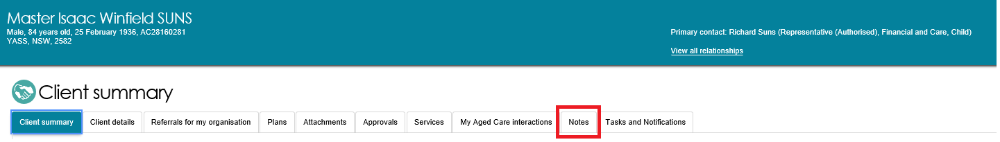 Master Isaac Winfield SUNS
Male, 84 years old, 25 February 1936, AC28160281
YASS, NSW, 2582
Primary contact: Richard Suns (Representative (Authorised), Financial and Care, Child)
View all relationships
Client summary
Client summary Client details Referrals for my organisation Plans Attachments Approvals Services My Aged Care interactions Notes Tasks and Notifications